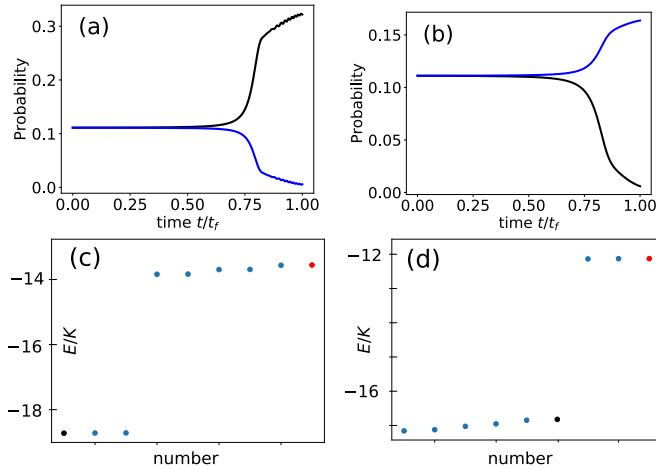 (a)
0.3
0.2
0.1
0.0
Probability
0.00 0.25 0.50 0.75 1.00
time t/t_f
(b)
0.15
0.10
0.05
0.00
Probability
0.00 0.25 0.50 0.75 1.00
time t/t_f
(c)
−14
−16
−18
E/K
number
(d)
−12
−16
E/K
number